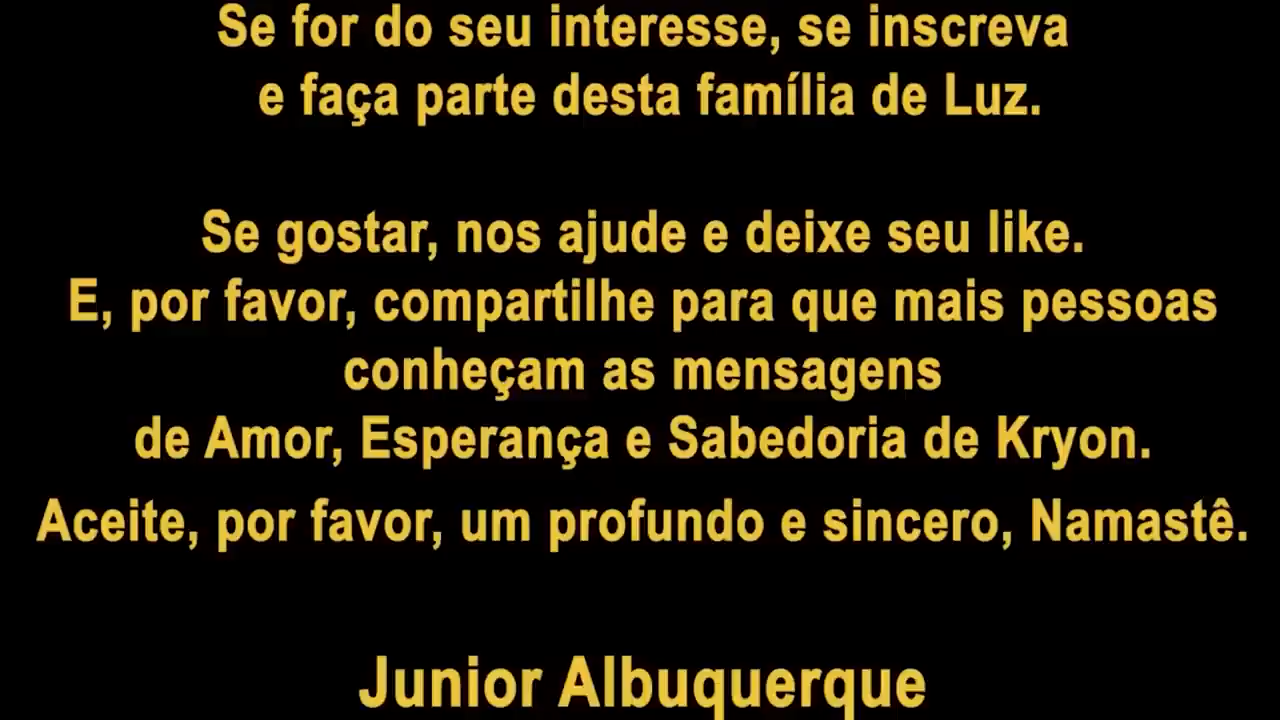 Se for do seu interesse, se inscreva
e faça parte desta família de Luz.
Se gostar, nos ajude e deixe seu like.
E, por favor, compartilhe para que mais pessoas
conheçam as mensagens
de Amor, Esperança e Sabedoria de Kryon.
Aceite, por favor, um profundo e sincero, Namastê.
Junior Albuquerque